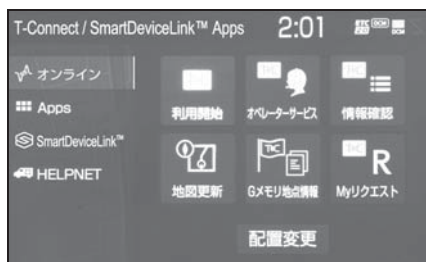 T-Connect / SmartDeviceLink™ Apps 2:01
オンライン
Apps
SmartDeviceLink™
HELPNET
利用開始
オペレーターサービス
情報確認
地図更新
Gメモリ地点情報
Myリクエスト
配置変更